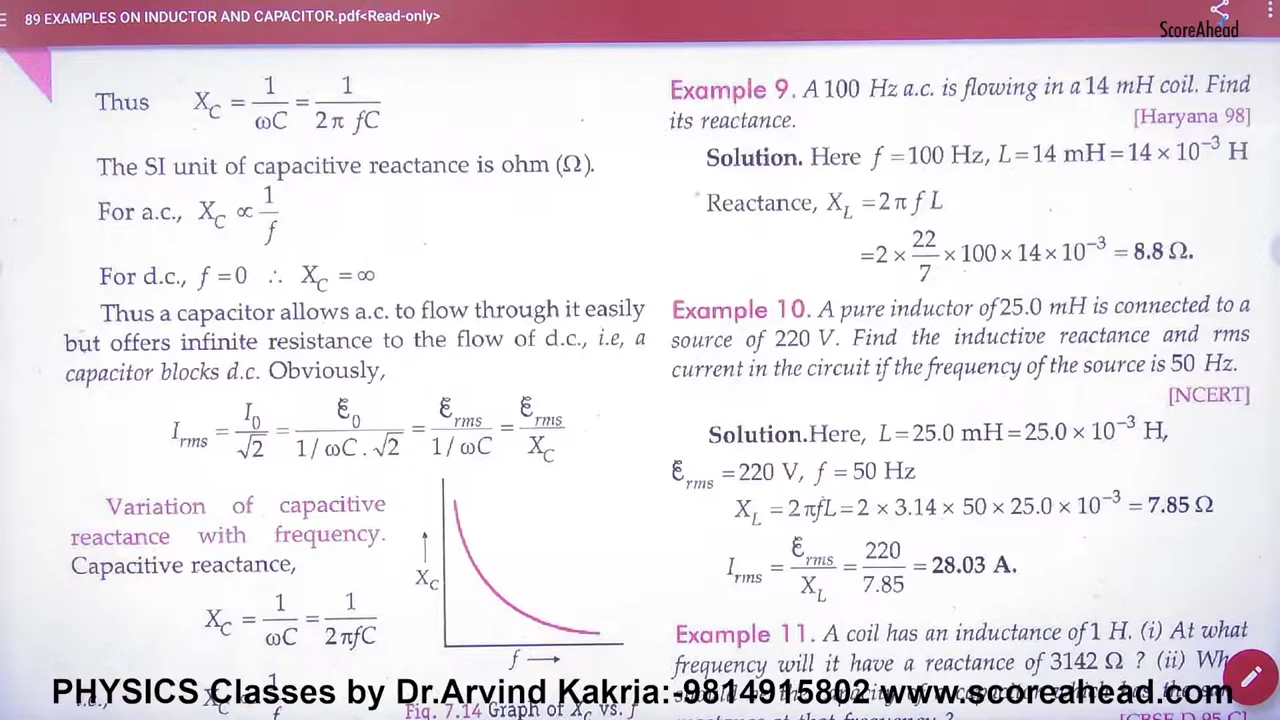 89 EXAMPLES ON INDUCTOR AND CAPACITOR.pdf<Read-only>
ScoreAhead
Thus X_C = 1/ωC = 1/2π fC
The SI unit of capacitive reactance is ohm (Ω).
For a.c., X_C ∝ 1/f
For d.c., f = 0 ∴ X_C = ∞
Thus a capacitor allows a.c. to flow through it easily
but offers infinite resistance to the flow of d.c., i.e, a
capacitor blocks d.c. Obviously,
I_rms = I_0/√2 = ℰ_0/(1/ωC . √2) = ℰ_rms/(1/ωC) = ℰ_rms/X_C
Variation of capacitive
reactance with frequency.
Capacitive reactance,
X_C = 1/ωC = 1/2πfC
X_C
f
i.e.,
X_C 1/f
Fig. 7.14 Graph of X_C vs. f
Example 9. A 100 Hz a.c. is flowing in a 14 mH coil. Find
its reactance. [Haryana 98]
Solution. Here f = 100 Hz, L = 14 mH = 14 × 10⁻³ H
Reactance, X_L = 2π f L
= 2 × 22/7 × 100 × 14 × 10⁻³ = 8.8 Ω.
Example 10. A pure inductor of 25.0 mH is connected to a
source of 220 V. Find the inductive reactance and rms
current in the circuit if the frequency of the source is 50 Hz.
[NCERT]
Solution. Here, L = 25.0 mH = 25.0 × 10⁻³ H,
ℰ_rms = 220 V, f = 50 Hz
X_L = 2πfL = 2 × 3.14 × 50 × 25.0 × 10⁻³ = 7.85 Ω
I_rms = ℰ_rms/X_L = 220/7.85 = 28.03 A.
Example 11. A coil has an inductance of 1 H. (i) At what
frequency will it have a reactance of 3142 Ω ? (ii)
PHYSICS Classes by Dr.Arvind Kakria:-9814915802 www.scoreahead.com